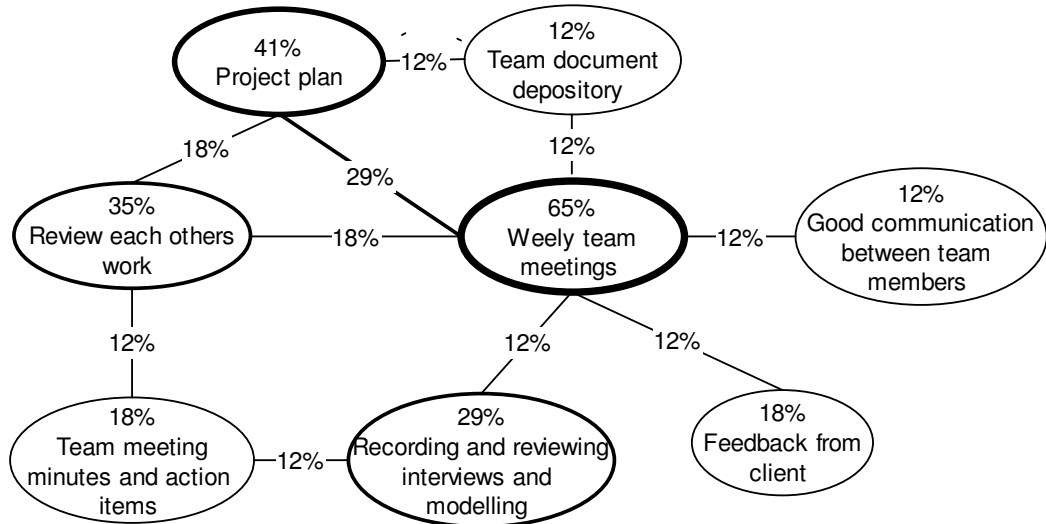 41%
Project plan
12%
12%
Team document
depository
18%
29%
12%
35%
Review each others
work
18%
65%
Weely team
meetings
12%
12%
Good communication
between team
members
12%
12%
12%
18%
Team meeting
minutes and action
items
12%
29%
Recording and reviewing
interviews and
modelling
18%
Feedback from
client